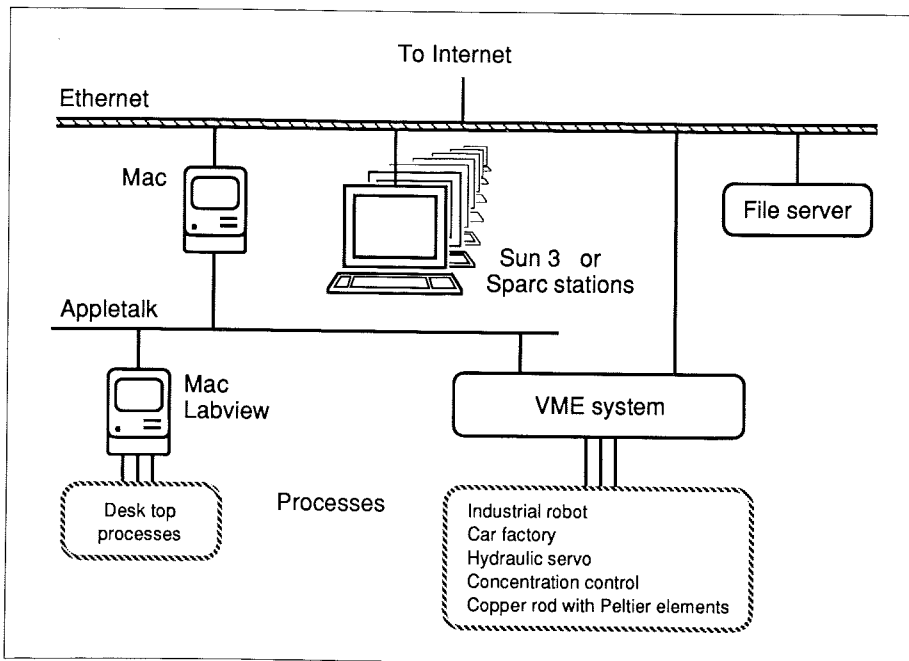 To Internet
Ethernet
Mac
File server
Sun 3 or
Sparc stations
Appletalk
Mac
Labview
VME system
Desk top
processes
Processes
Industrial robot
Car factory
Hydraulic servo
Concentration control
Copper rod with Peltier elements